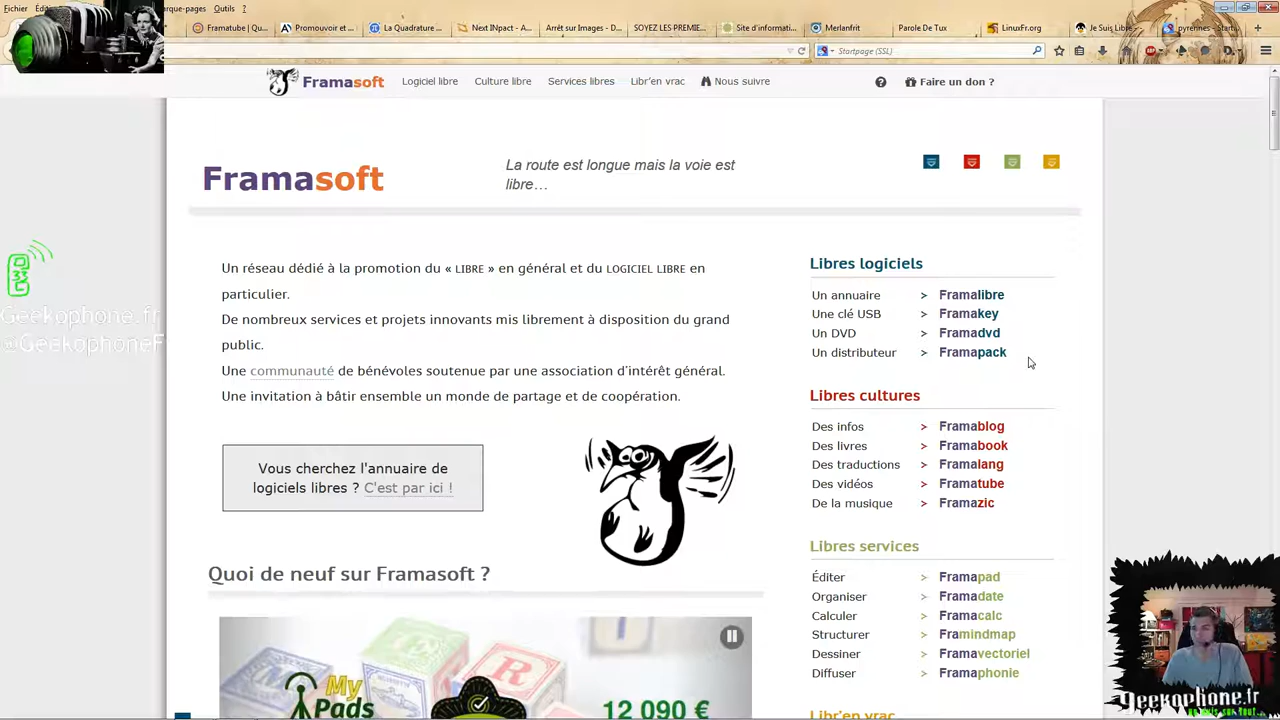 Fichier
arque-pages Outils ?
Framatube | Qu...
Promouvoir et ...
La Quadrature ...
Next INpact - A...
Arrêt sur Images - D...
SOYEZ LES PREMIE...
Site d'informati...
Merlanfrit
Parole De Tux
LinuxFr.org
Je Suis Libre
pyrennes - Starti
Startpage (SSL)
Framasoft
Logiciel libre
Culture libre
Services libres
Libr'en vrac
Nous suivre
? Faire un don ?
Framasoft
La route est longue mais la voie est
libre…
Un réseau dédié à la promotion du « LIBRE » en général et du LOGICIEL LIBRE en
particulier.
De nombreux services et projets innovants mis librement à disposition du grand
public.
Une communauté de bénévoles soutenue par une association d'intérêt général.
Une invitation à bâtir ensemble un monde de partage et de coopération.
Vous cherchez l'annuaire de
logiciels libres ? C'est par ici !
Quoi de neuf sur Framasoft ?
My
Pads
R
12 090 €
Libres logiciels
Un annuaire > Framalibre
Une clé USB > Framakey
Un DVD > Framadvd
Un distributeur > Framapack
Libres cultures
Des infos > Framablog
Des livres > Framabook
Des traductions > Framalang
Des vidéos > Framatube
De la musique > Framazic
Libres services
Éditer > Framapad
Organiser > Framadate
Calculer > Framacalc
Structurer > Framindmap
Dessiner > Framavectoriel
Diffuser > Framaphonie
Libr'en vrac
Geekophone.fr
@GeekophoneF
Geekophone.fr